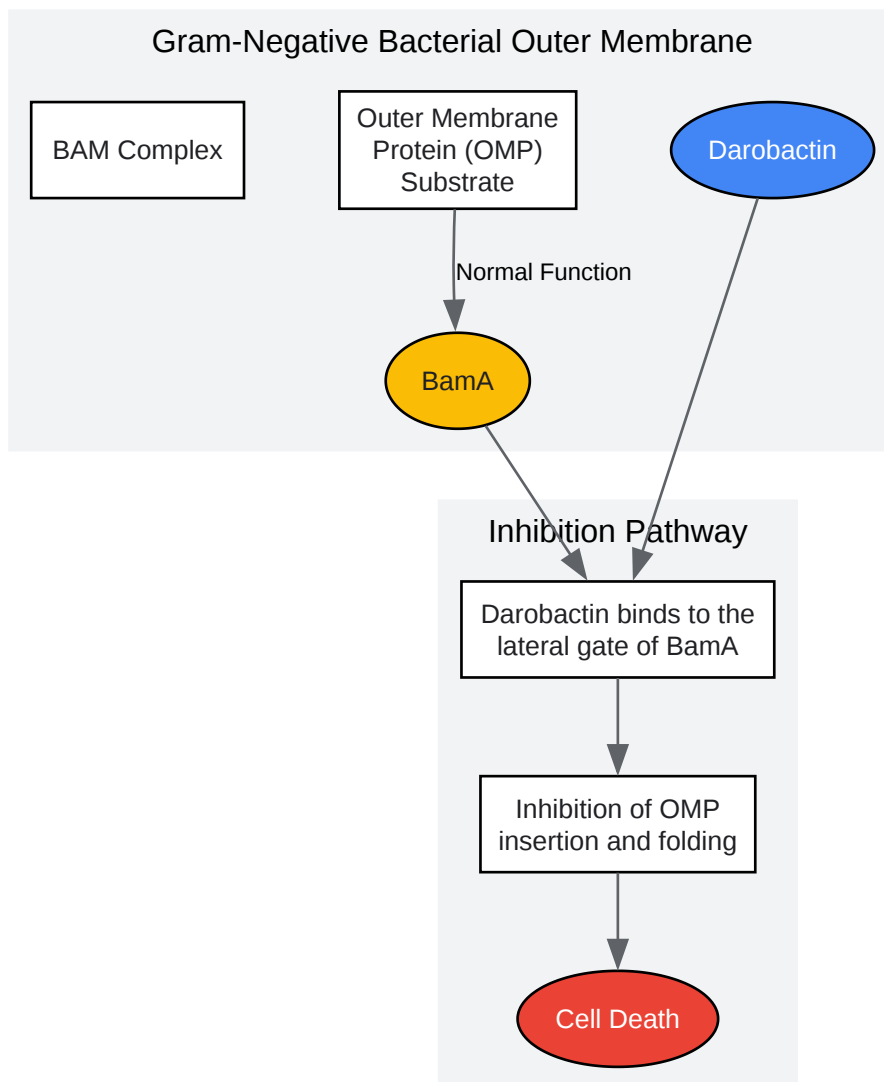 Gram-Negative Bacterial Outer Membrane
BAM Complex
Outer Membrane
Protein (OMP)
Substrate
Darobactin
Normal Function
BamA
Inhibition Pathway
Darobactin binds to the
lateral gate of BamA
Inhibition of OMP
insertion and folding
Cell Death